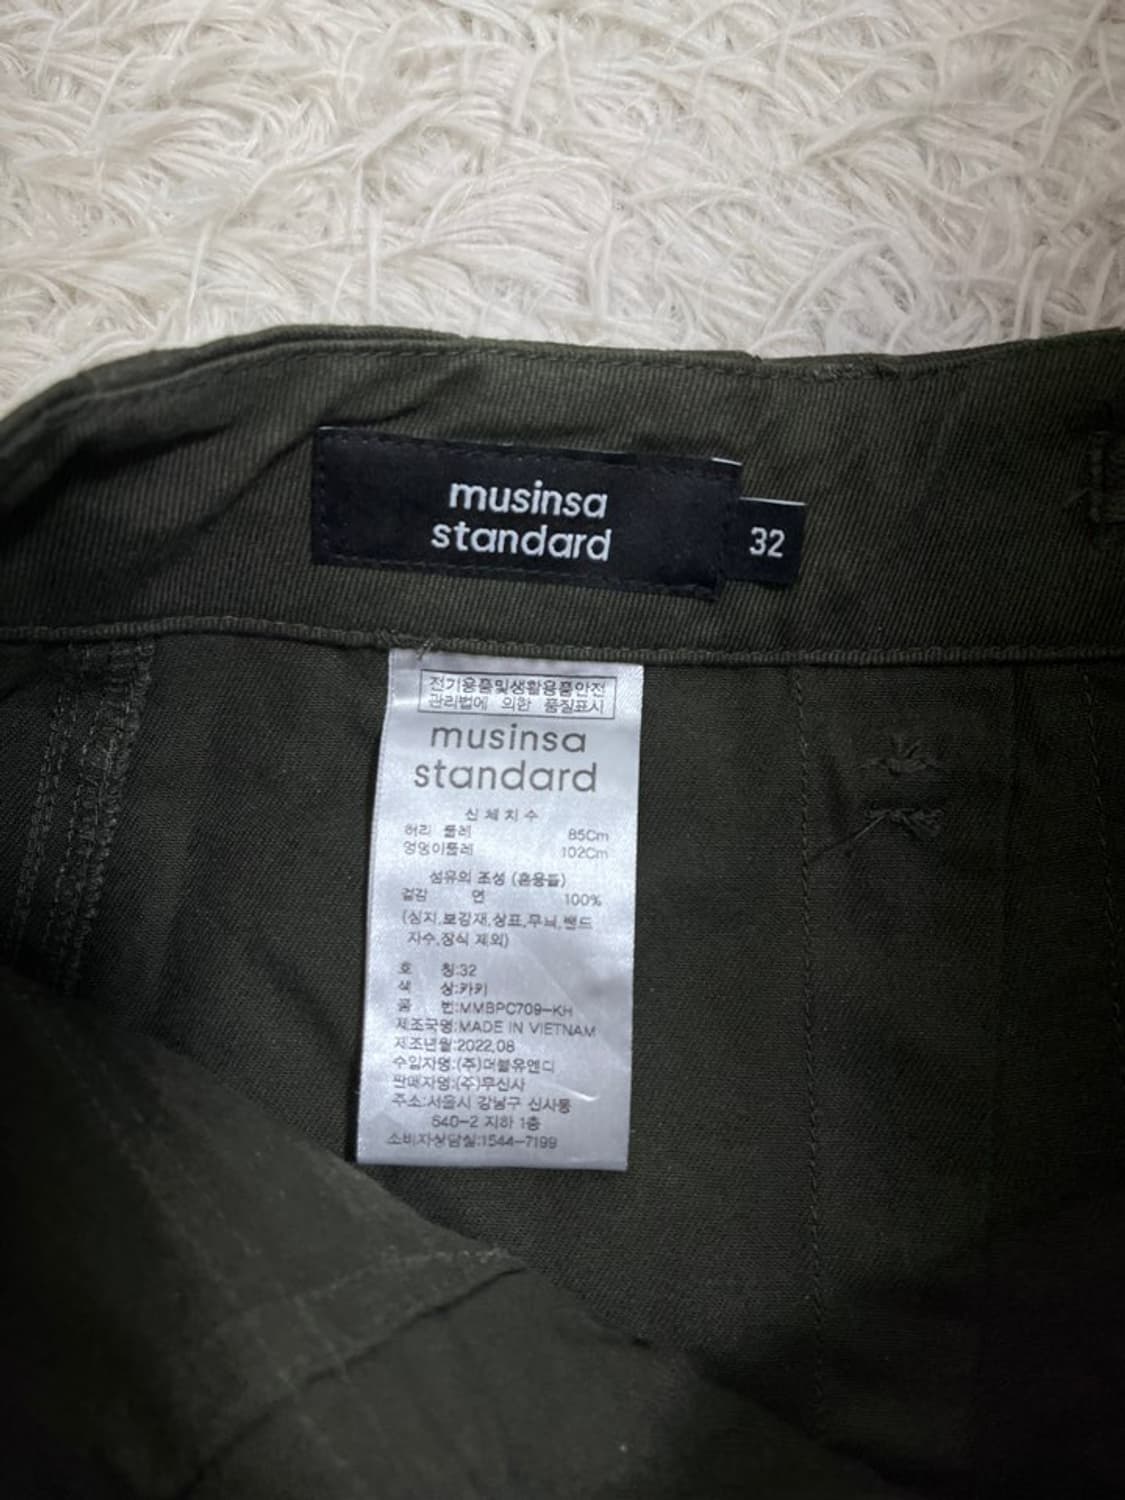 musinsa
standard
32
전기용품및생활용품안전
관리법에 의한 품질표시
musinsa
standard
신체치수
허리 둘레 85Cm
엉덩이둘레 102Cm
섬유의 조성 (혼용률)
겉감 면 100%
(심지,보강재,상표,무늬,밴드
자수,장식 제외)
호 칭:32
색 상:카키
품 번:MMBPC709-KH
제조국명:MADE IN VIETNAM
제조년월:2022.08
수입자명:(주)더블유엔디
판매자명:(주)무신사
주소:서울시 강남구 신사동
540-2 지하 1층
소비자상담실:1544-7199